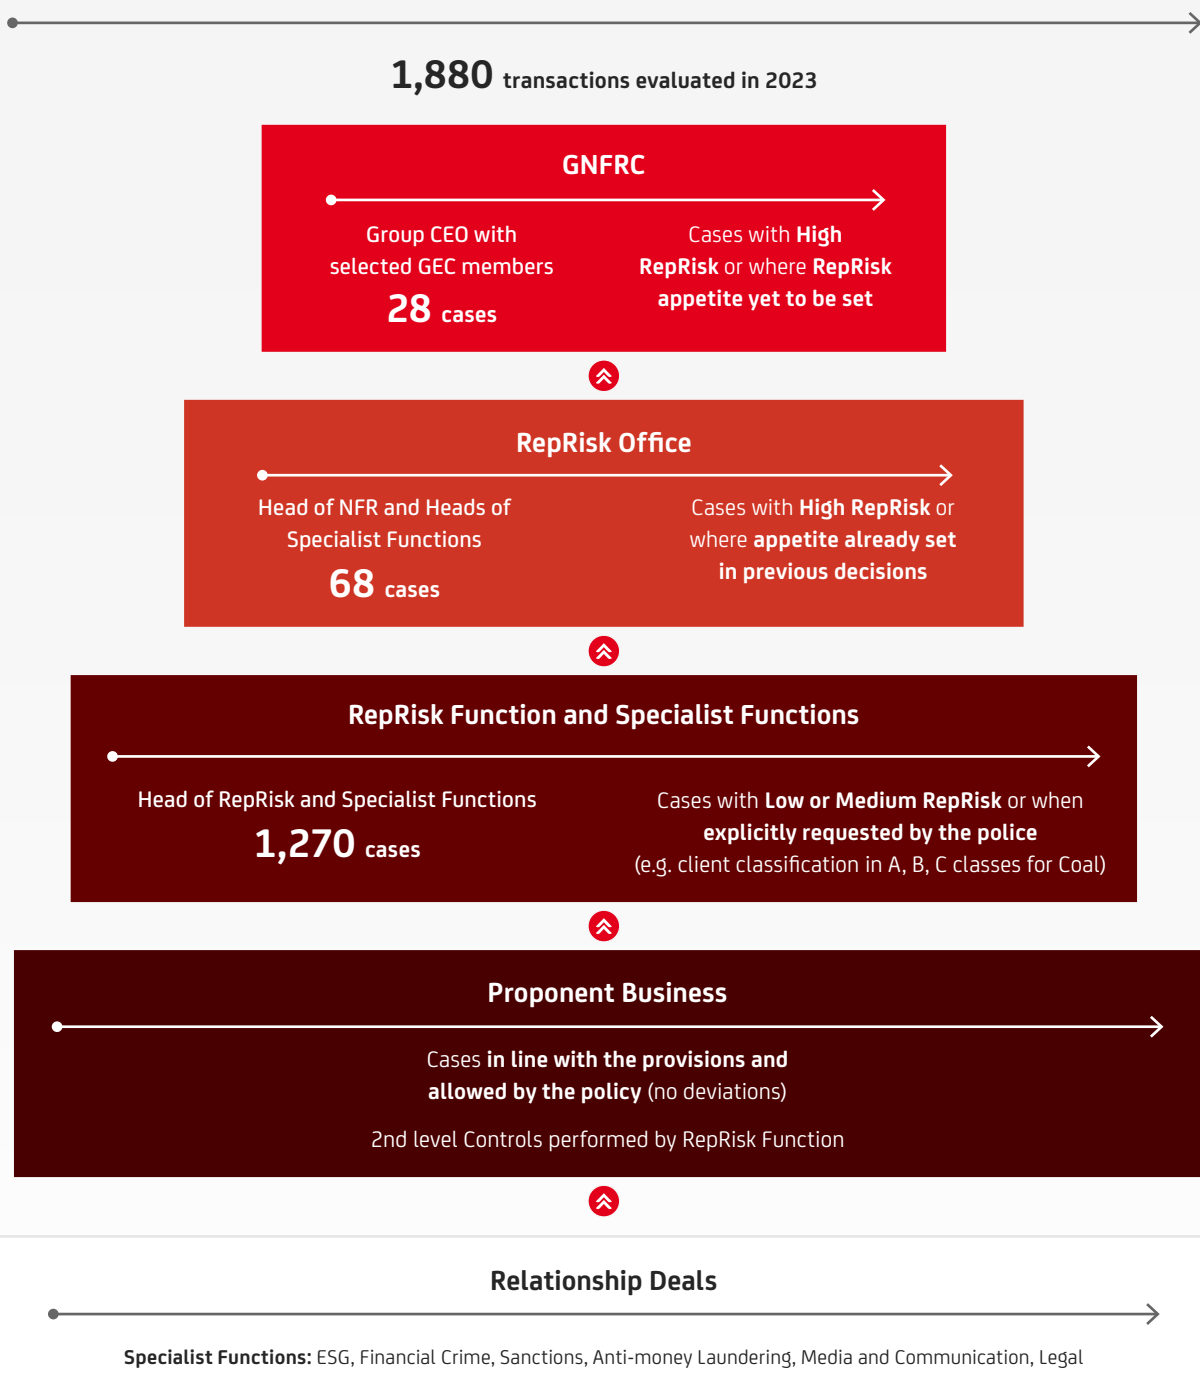 1,880 transactions evaluated in 2023
GNFRC
Group CEO with
selected GEC members
28 cases
Cases with High
RepRisk or where RepRisk
appetite yet to be set
RepRisk Office
Head of NFR and Heads of
Specialist Functions
68 cases
Cases with High RepRisk or
where appetite already set
in previous decisions
RepRisk Function and Specialist Functions
Head of RepRisk and Specialist Functions
1,270 cases
Cases with Low or Medium RepRisk or when
explicitly requested by the police
(e.g. client classification in A, B, C classes for Coal)
Proponent Business
Cases in line with the provisions and
allowed by the policy (no deviations)
2nd level Controls performed by RepRisk Function
Relationship Deals
Specialist Functions: ESG, Financial Crime, Sanctions, Anti-money Laundering, Media and Communication, Legal